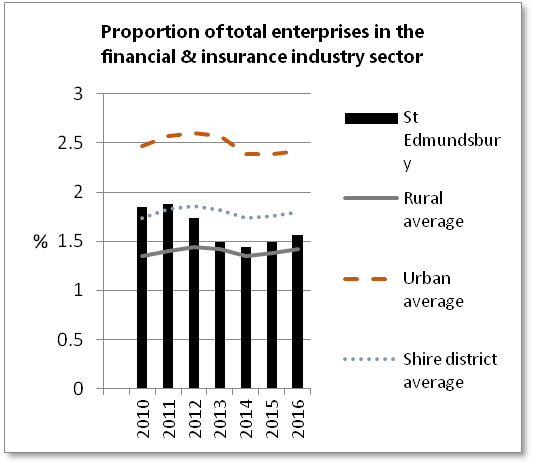 Proportion of total enterprises in the
financial & insurance industry sector
3
2.5
2
1.5
1
0.5
0
%
2010
2011
2012
2013
2014
2015
2016
St
Edmundsbur
y
Rural
average
Urban
average
Shire district
average